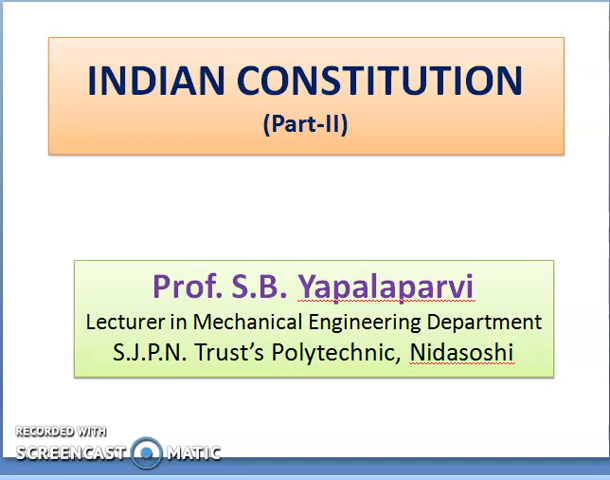 INDIAN CONSTITUTION
(Part-II)
Prof. S.B. Yapalaparvi
Lecturer in Mechanical Engineering Department
S.J.P.N. Trust's Polytechnic, Nidasoshi
RECORDED WITH
SCREENCAST MATIC